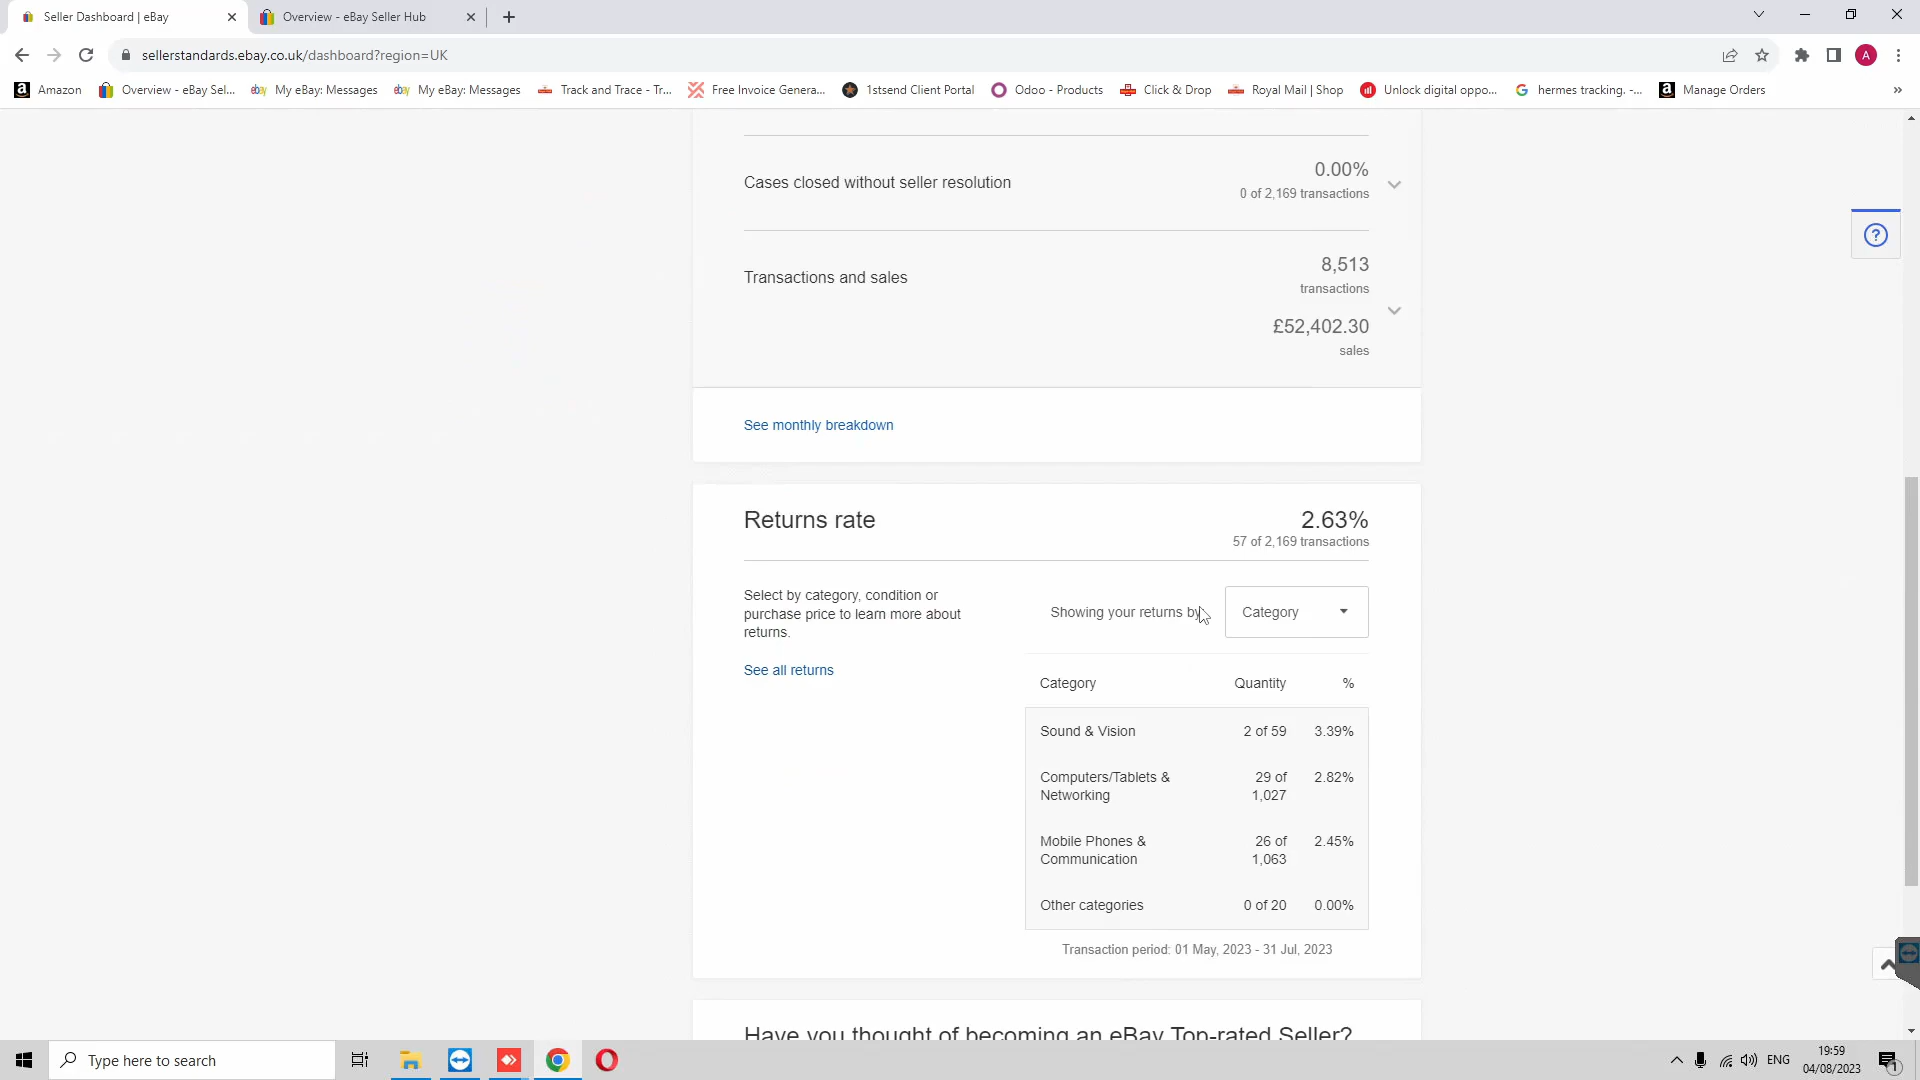 Seller Dashboard | eBay
Overview - eBay Seller Hub
sellerstandards.ebay.co.uk/dashboard?region=UK
A
Amazon
Overview - eBay Sel...
My eBay: Messages
My eBay: Messages
Track and Trace - Tr...
Free Invoice Genera...
1stsend Client Portal
Odoo - Products
Click & Drop
Royal Mail | Shop
Unlock digital oppo...
hermes tracking. -...
Manage Orders
»
Cases closed without seller resolution
0.00%
0 of 2,169 transactions
Transactions and sales
8,513
transactions
£52,402.30
sales
See monthly breakdown
Returns rate
2.63%
57 of 2,169 transactions
Select by category, condition or
purchase price to learn more about
returns.
See all returns
Showing your returns by
Category
Category Quantity %
Sound & Vision 2 of 59 3.39%
Computers/Tablets & 29 of 2.82%
Networking 1,027
Mobile Phones & 26 of 2.45%
Communication 1,063
Other categories 0 of 20 0.00%
Transaction period: 01 May, 2023 - 31 Jul, 2023
Have you thought of becoming an eBay Top-rated Seller?
Type here to search
ENG
19:59
04/08/2023
1